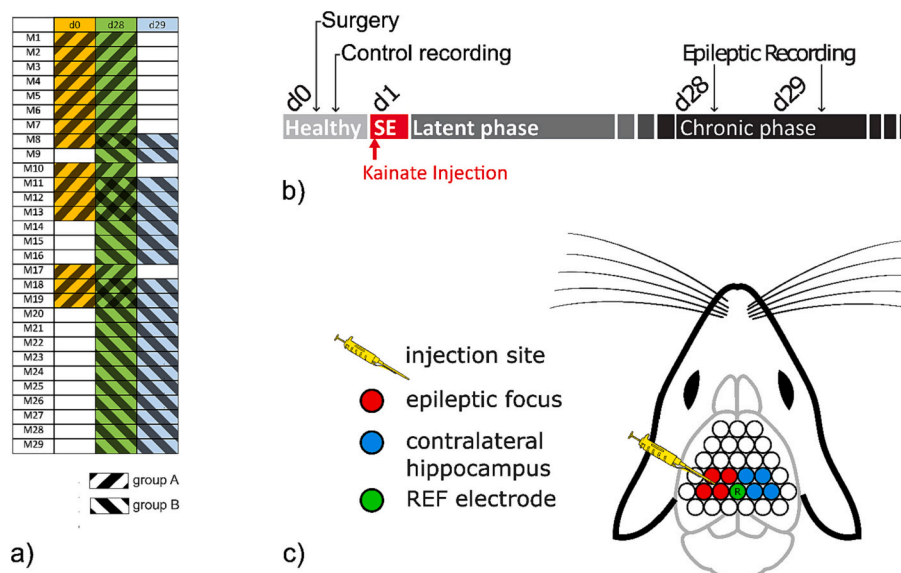 d0 d28 d29
M1
M2
M3
M4
M5
M6
M7
M8
M9
M10
M11
M12
M13
M14
M15
M16
M17
M18
M19
M20
M21
M22
M23
M24
M25
M26
M27
M28
M29
group A
group B
a)
Surgery
Control recording
Epileptic Recording
d0 d1 d28 d29
Healthy SE Latent phase Chronic phase
Kainate Injection
b)
injection site
epileptic focus
contralateral
hippocampus
REF electrode
R
c)